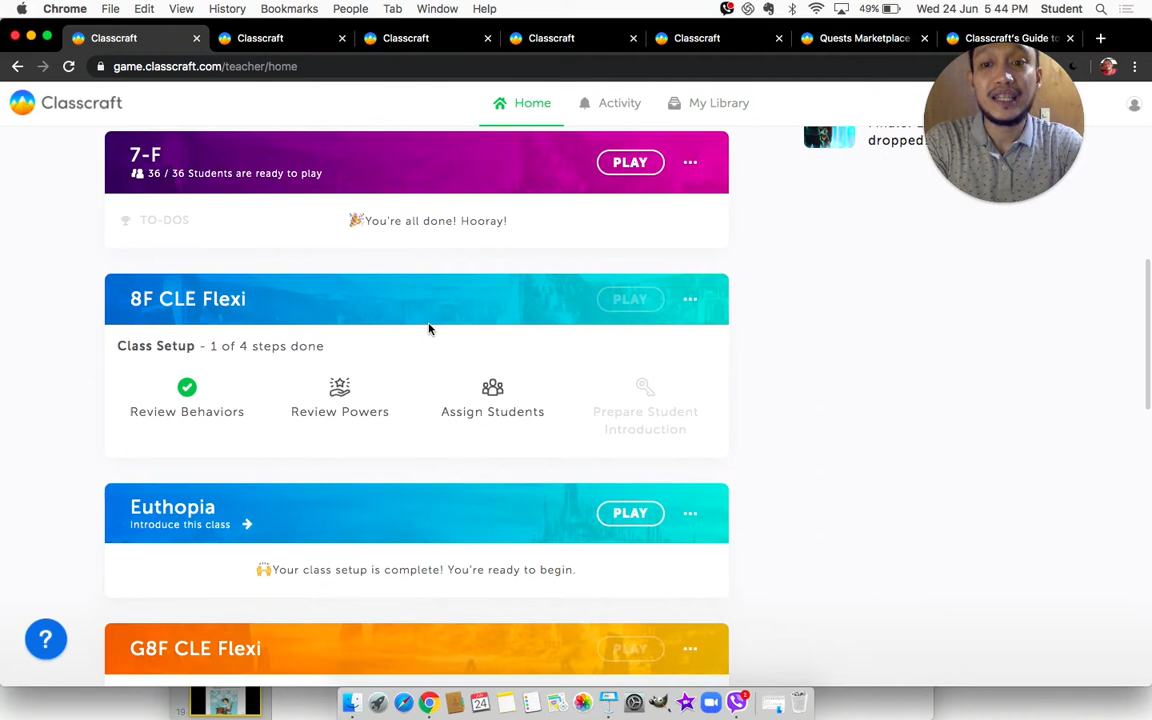 Chrome File Edit View History Bookmarks People Tab Window Help 49% Wed 24 Jun 5:44 PM Student
Classcraft Classcraft Classcraft Classcraft Classcraft Quests Marketplace Classcraft's Guide to
game.classcraft.com/teacher/home
Classcraft Home Activity My Library
dropped
7-F
36 / 36 Students are ready to play
PLAY
TO-DOS
You're all done! Hooray!
8F CLE Flexi
PLAY
Class Setup - 1 of 4 steps done
Review Behaviors Review Powers Assign Students Prepare Student
Introduction
Euthopia
Introduce this class
PLAY
Your class setup is complete! You're ready to begin.
G8F CLE Flexi
PLAY
?
19
24
2